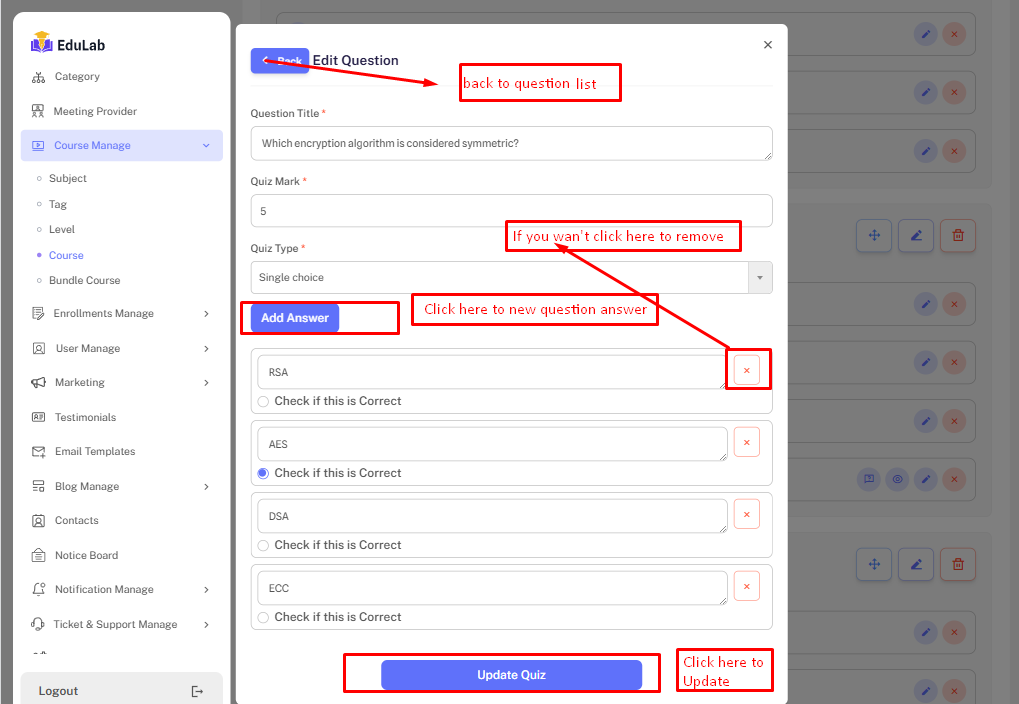 EduLab
Category
Meeting Provider
Course Manage
Subject
Tag
Level
Course
Bundle Course
Enrollments Manage
User Manage
Marketing
Testimonials
Email Templates
Blog Manage
Contacts
Notice Board
Notification Manage
Ticket & Support Manage
Logout
Back Edit Question
back to question list
Question Title *
Which encryption algorithm is considered symmetric?
Quiz Mark *
5
If you wan't click here to remove
Quiz Type *
Single choice
Add Answer
Click here to new question answer
RSA
Check if this is Correct
AES
Check if this is Correct
DSA
Check if this is Correct
ECC
Check if this is Correct
Update Quiz
Click here to
Update